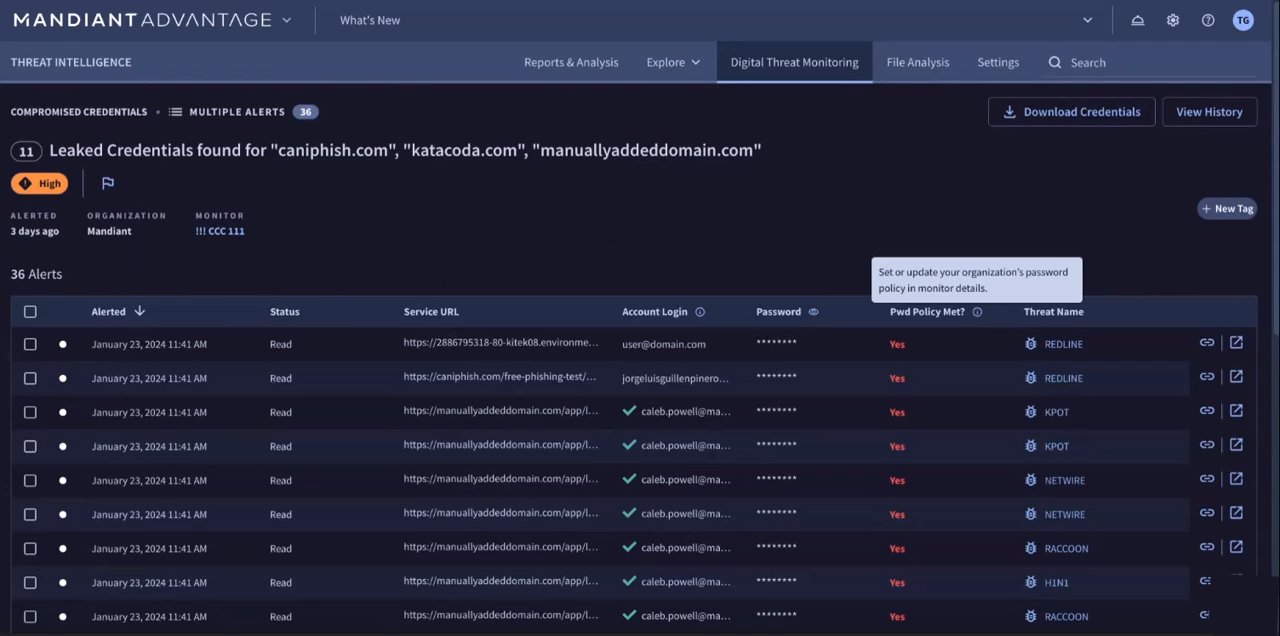 MANDIANT ADVANTAGE What's New TG
THREAT INTELLIGENCE Reports & Analysis Explore Digital Threat Monitoring File Analysis Settings Search
COMPROMISED CREDENTIALS • MULTIPLE ALERTS 36 Download Credentials View History
11 Leaked Credentials found for "caniphish.com", "katacoda.com", "manuallyaddeddomain.com"
High
+ New Tag
ALERTED ORGANIZATION MONITOR
3 days ago Mandiant !!! CCC 111
36 Alerts
Set or update your organization's password
policy in monitor details.
Alerted Status Service URL Account Login Password Pwd Policy Met? Threat Name
January 23, 2024 11:41 AM Read https://2886795318-80-kitek08.environme... user@domain.com ******** Yes REDLINE
January 23, 2024 11:41 AM Read https://caniphish.com/free-phishing-test/... jorgeluisguillenpinero... ******** Yes REDLINE
January 23, 2024 11:41 AM Read https://manuallyaddeddomain.com/app/l... caleb.powell@ma... ******** Yes KPOT
January 23, 2024 11:41 AM Read https://manuallyaddeddomain.com/app/l... caleb.powell@ma... ******** Yes KPOT
January 23, 2024 11:41 AM Read https://manuallyaddeddomain.com/app/l... caleb.powell@ma... ******** Yes NETWIRE
January 23, 2024 11:41 AM Read https://manuallyaddeddomain.com/app/l... caleb.powell@ma... ******** Yes NETWIRE
January 23, 2024 11:41 AM Read https://manuallyaddeddomain.com/app/l... caleb.powell@ma... ******** Yes RACCOON
January 23, 2024 11:41 AM Read https://manuallyaddeddomain.com/app/l... caleb.powell@ma... ******** Yes H1N1
January 23, 2024 11:41 AM Read https://manuallyaddeddomain.com/app/l... caleb.powell@ma... ******** Yes RACCOON